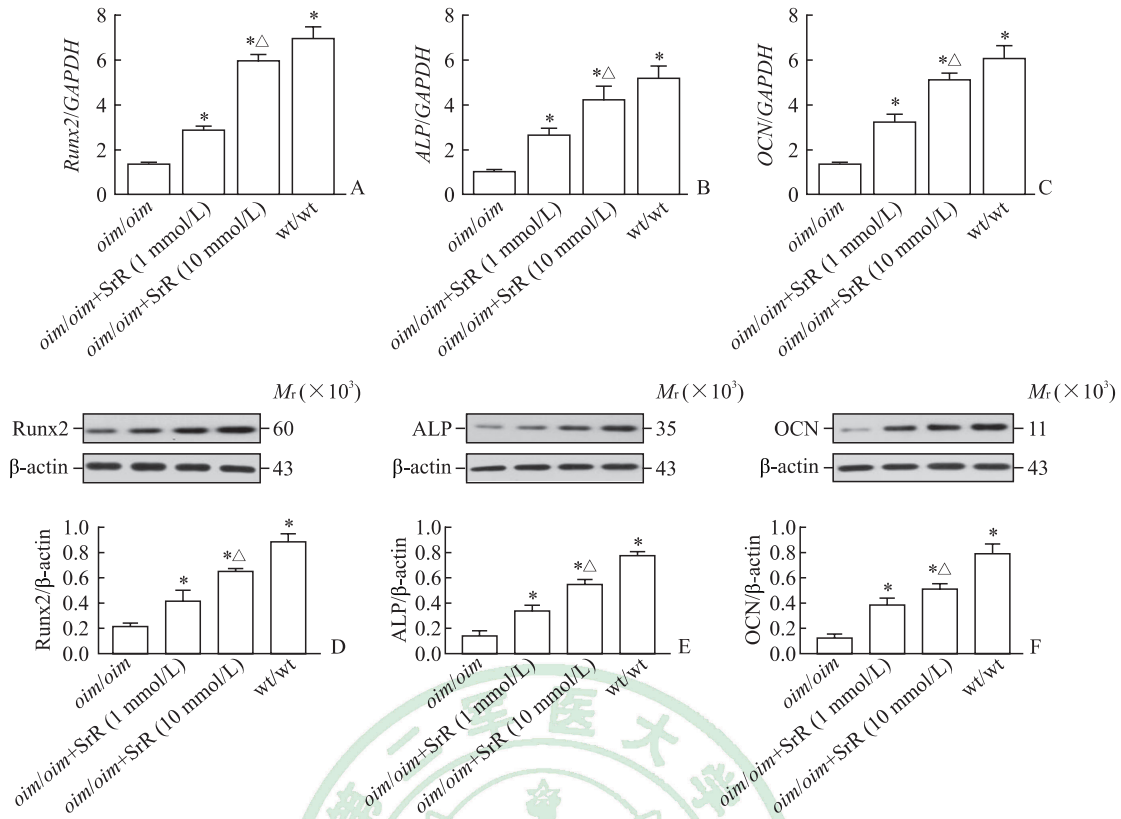 8
6
4
2
0
Runx2/GAPDH
*
*△
*
A
oim/oim
oim/oim+SrR (1 mmol/L)
oim/oim+SrR (10 mmol/L)
wt/wt
8
6
4
2
0
ALP/GAPDH
*
*△
*
B
oim/oim
oim/oim+SrR (1 mmol/L)
oim/oim+SrR (10 mmol/L)
wt/wt
8
6
4
2
0
OCN/GAPDH
*
*△
*
C
oim/oim
oim/oim+SrR (1 mmol/L)
oim/oim+SrR (10 mmol/L)
wt/wt
Mr (×10³)
Runx2 60
β-actin 43
Mr (×10³)
ALP 35
β-actin 43
Mr (×10³)
OCN 11
β-actin 43
1.0
0.8
0.6
0.4
0.2
0.0
Runx2/β-actin
*
*△
*
D
oim/oim
oim/oim+SrR (1 mmol/L)
oim/oim+SrR (10 mmol/L)
wt/wt
1.0
0.8
0.6
0.4
0.2
0.0
ALP/β-actin
*
*△
*
E
oim/oim
oim/oim+SrR (1 mmol/L)
oim/oim+SrR (10 mmol/L)
wt/wt
1.0
0.8
0.6
0.4
0.2
0.0
OCN/β-actin
*
*△
*
F
oim/oim
oim/oim+SrR (1 mmol/L)
oim/oim+SrR (10 mmol/L)
wt/wt
二军医大